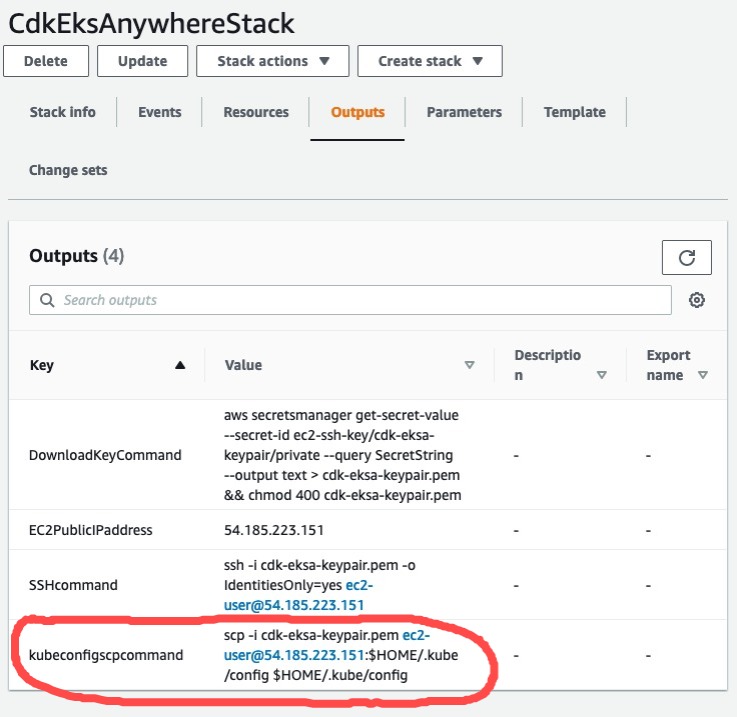 CdkEksAnywhereStack
Delete
Update
Stack actions
Create stack
Stack info
Events
Resources
Outputs
Parameters
Template
Change sets
Outputs (4)
Search outputs
Key
Value
Descriptio
n
Export
name
DownloadKeyCommand
aws secretsmanager get-secret-value
--secret-id ec2-ssh-key/cdk-eksa-
keypair/private --query SecretString
--output text > cdk-eksa-keypair.pem
&& chmod 400 cdk-eksa-keypair.pem
-
-
EC2PublicIPaddress
54.185.223.151
-
-
SSHcommand
ssh -i cdk-eksa-keypair.pem -o
IdentitiesOnly=yes ec2-
user@54.185.223.151
-
-
kubeconfigscpcommand
scp -i cdk-eksa-keypair.pem ec2-
user@54.185.223.151:$HOME/.kube
/config $HOME/.kube/config
-
-